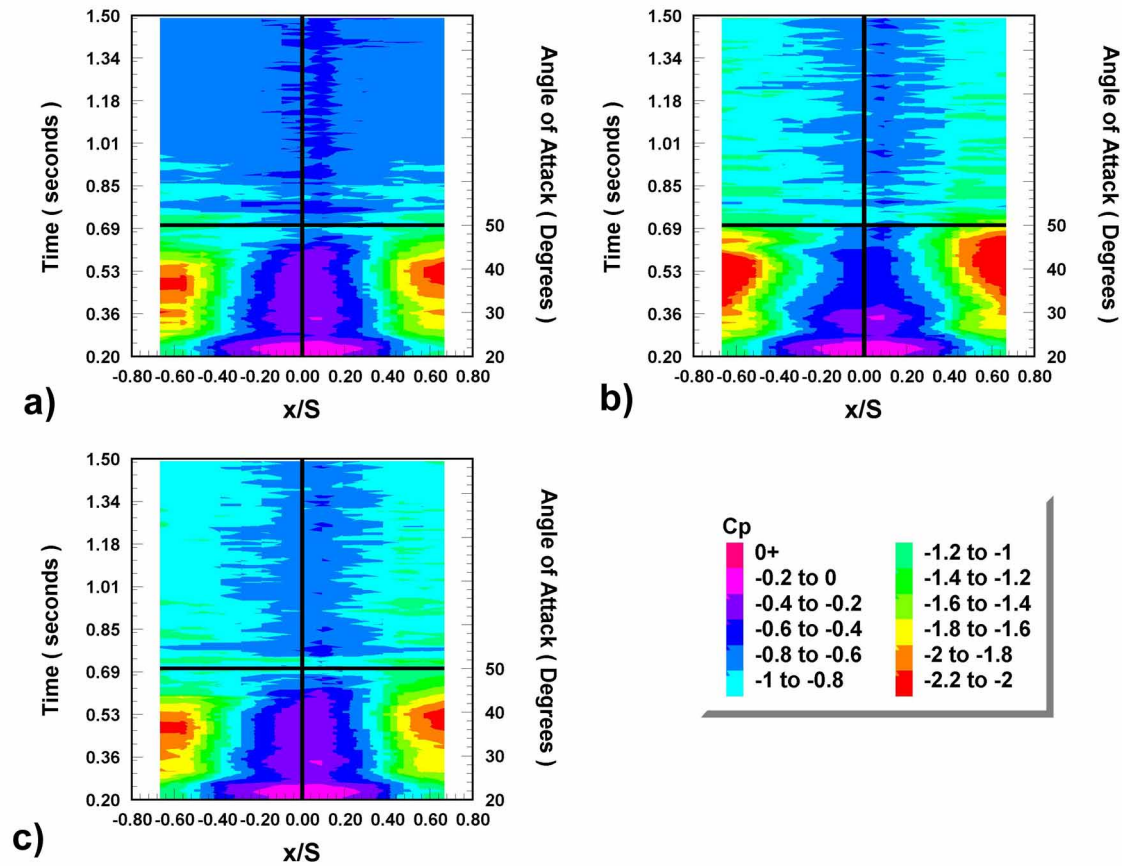 1.50
1.34
1.18
1.01
0.85
0.69
0.53
0.36
0.20
Time ( seconds )
-0.80 -0.60 -0.40 -0.20 0.00 0.20 0.40 0.60 0.80
x/S
50
40
30
20
Angle of Attack ( Degrees )
a)
1.50
1.34
1.18
1.01
0.85
0.69
0.53
0.36
0.20
Time ( seconds )
-0.80 -0.60 -0.40 -0.20 0.00 0.20 0.40 0.60 0.80
x/S
50
40
30
20
Angle of Attack ( Degrees )
b)
1.50
1.34
1.18
1.01
0.85
0.69
0.53
0.36
0.20
Time ( seconds )
-0.80 -0.60 -0.40 -0.20 0.00 0.20 0.40 0.60 0.80
x/S
50
40
30
20
Angle of Attack ( Degrees )
c)
Cp
0+
-0.2 to 0
-0.4 to -0.2
-0.6 to -0.4
-0.8 to -0.6
-1 to -0.8
-1.2 to -1
-1.4 to -1.2
-1.6 to -1.4
-1.8 to -1.6
-2 to -1.8
-2.2 to -2